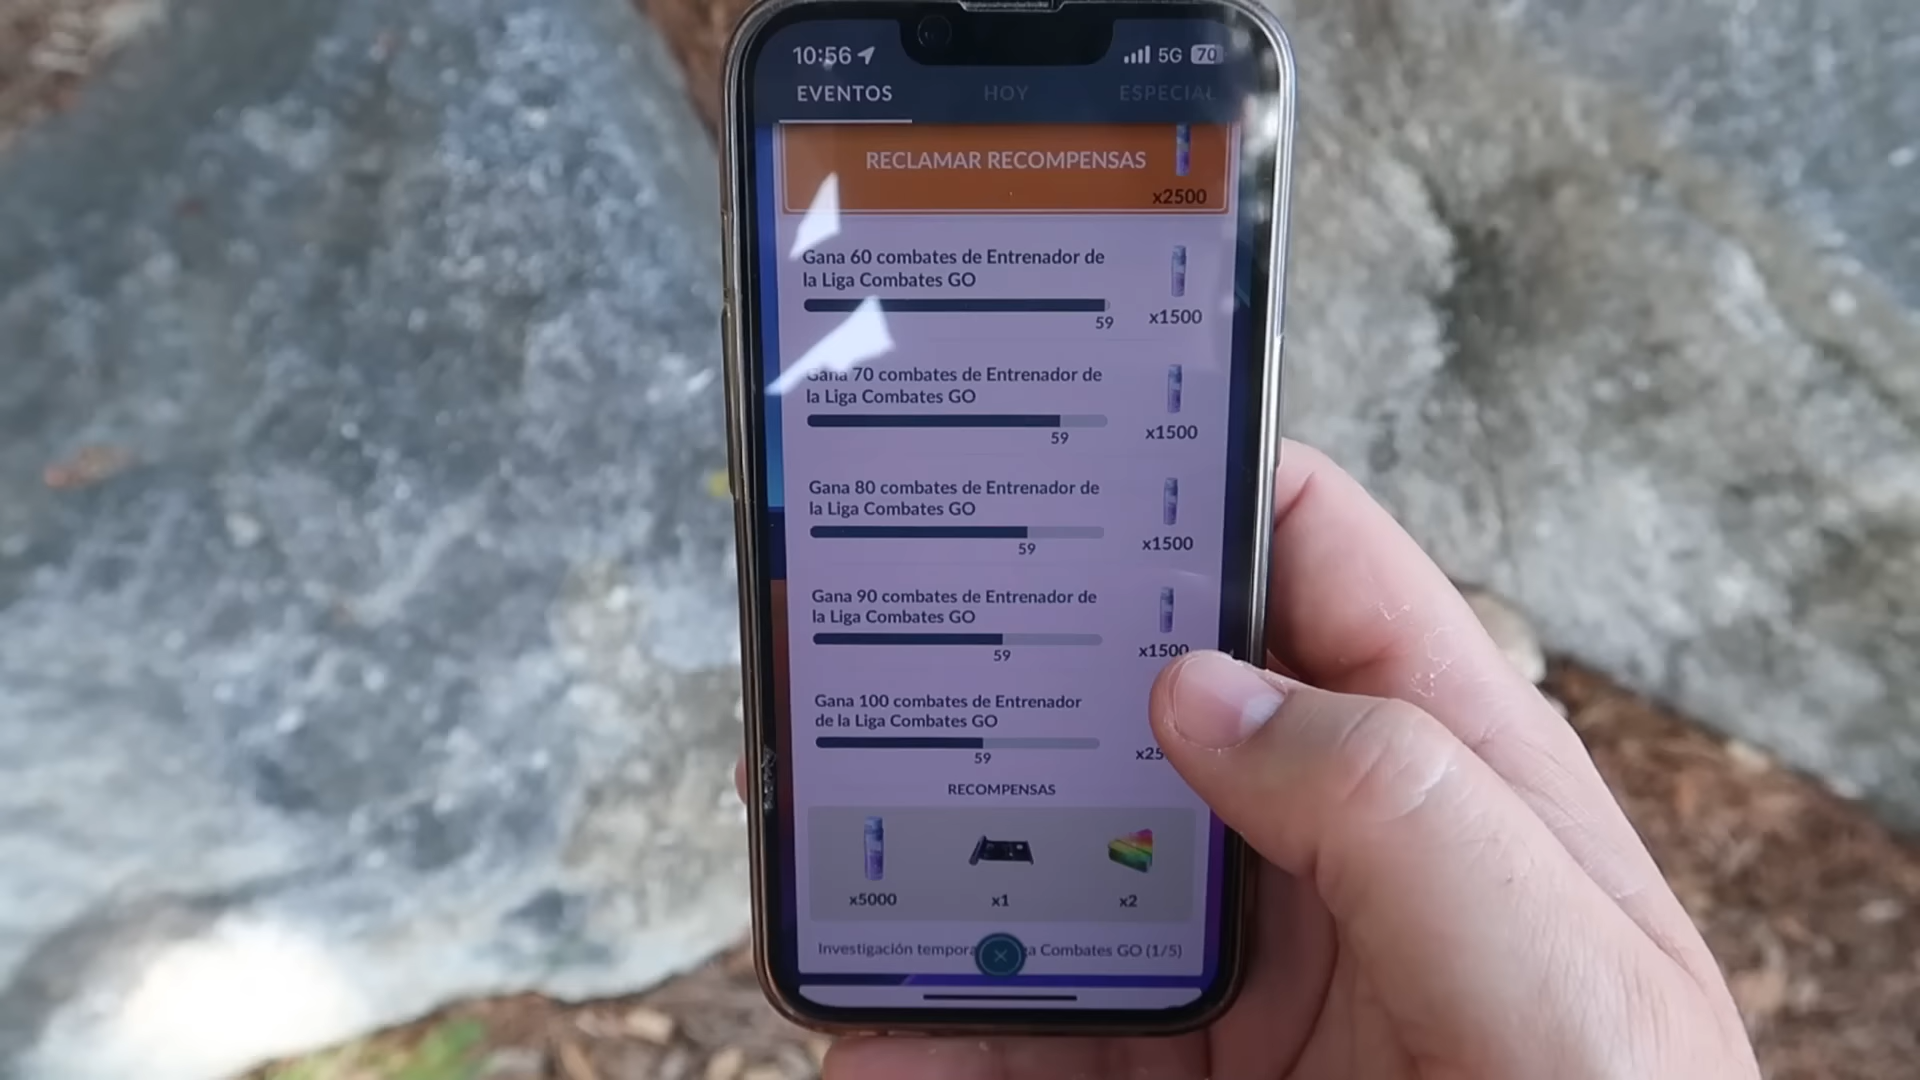 10:56
5G 70
EVENTOS HOY ESPECIAL
RECLAMAR RECOMPENSAS
x2500
Gana 60 combates de Entrenador de
la Liga Combates GO
59
x1500
Gana 70 combates de Entrenador de
la Liga Combates GO
59
x1500
Gana 80 combates de Entrenador de
la Liga Combates GO
59
x1500
Gana 90 combates de Entrenador de
la Liga Combates GO
59
x1500
Gana 100 combates de Entrenador
de la Liga Combates GO
59
x25
RECOMPENSAS
x5000 x1 x2
Investigación tempora a Combates GO (1/5)